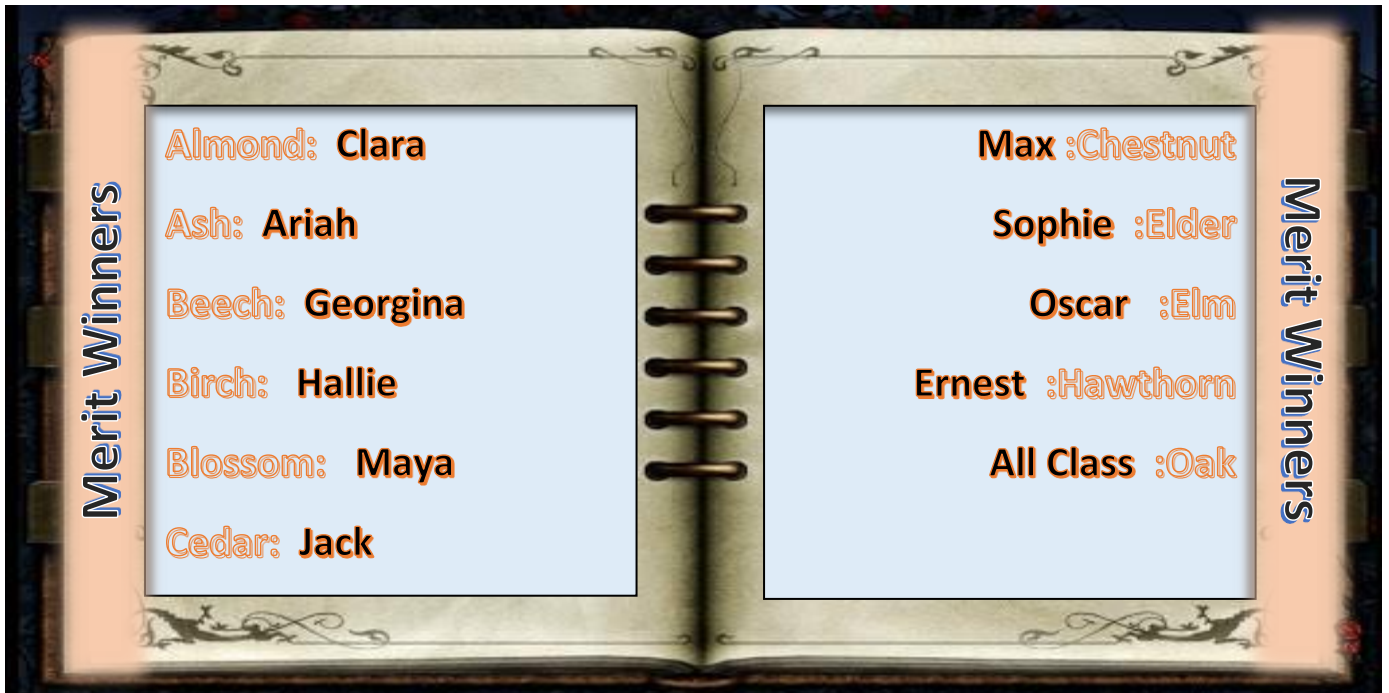 Merit Winners
Almond: Clara
Ash: Ariah
Beech: Georgina
Birch: Hallie
Blossom: Maya
Cedar: Jack
Max :Chestnut
Sophie :Elder
Oscar :Elm
Ernest :Hawthorn
All Class :Oak
Merit Winners